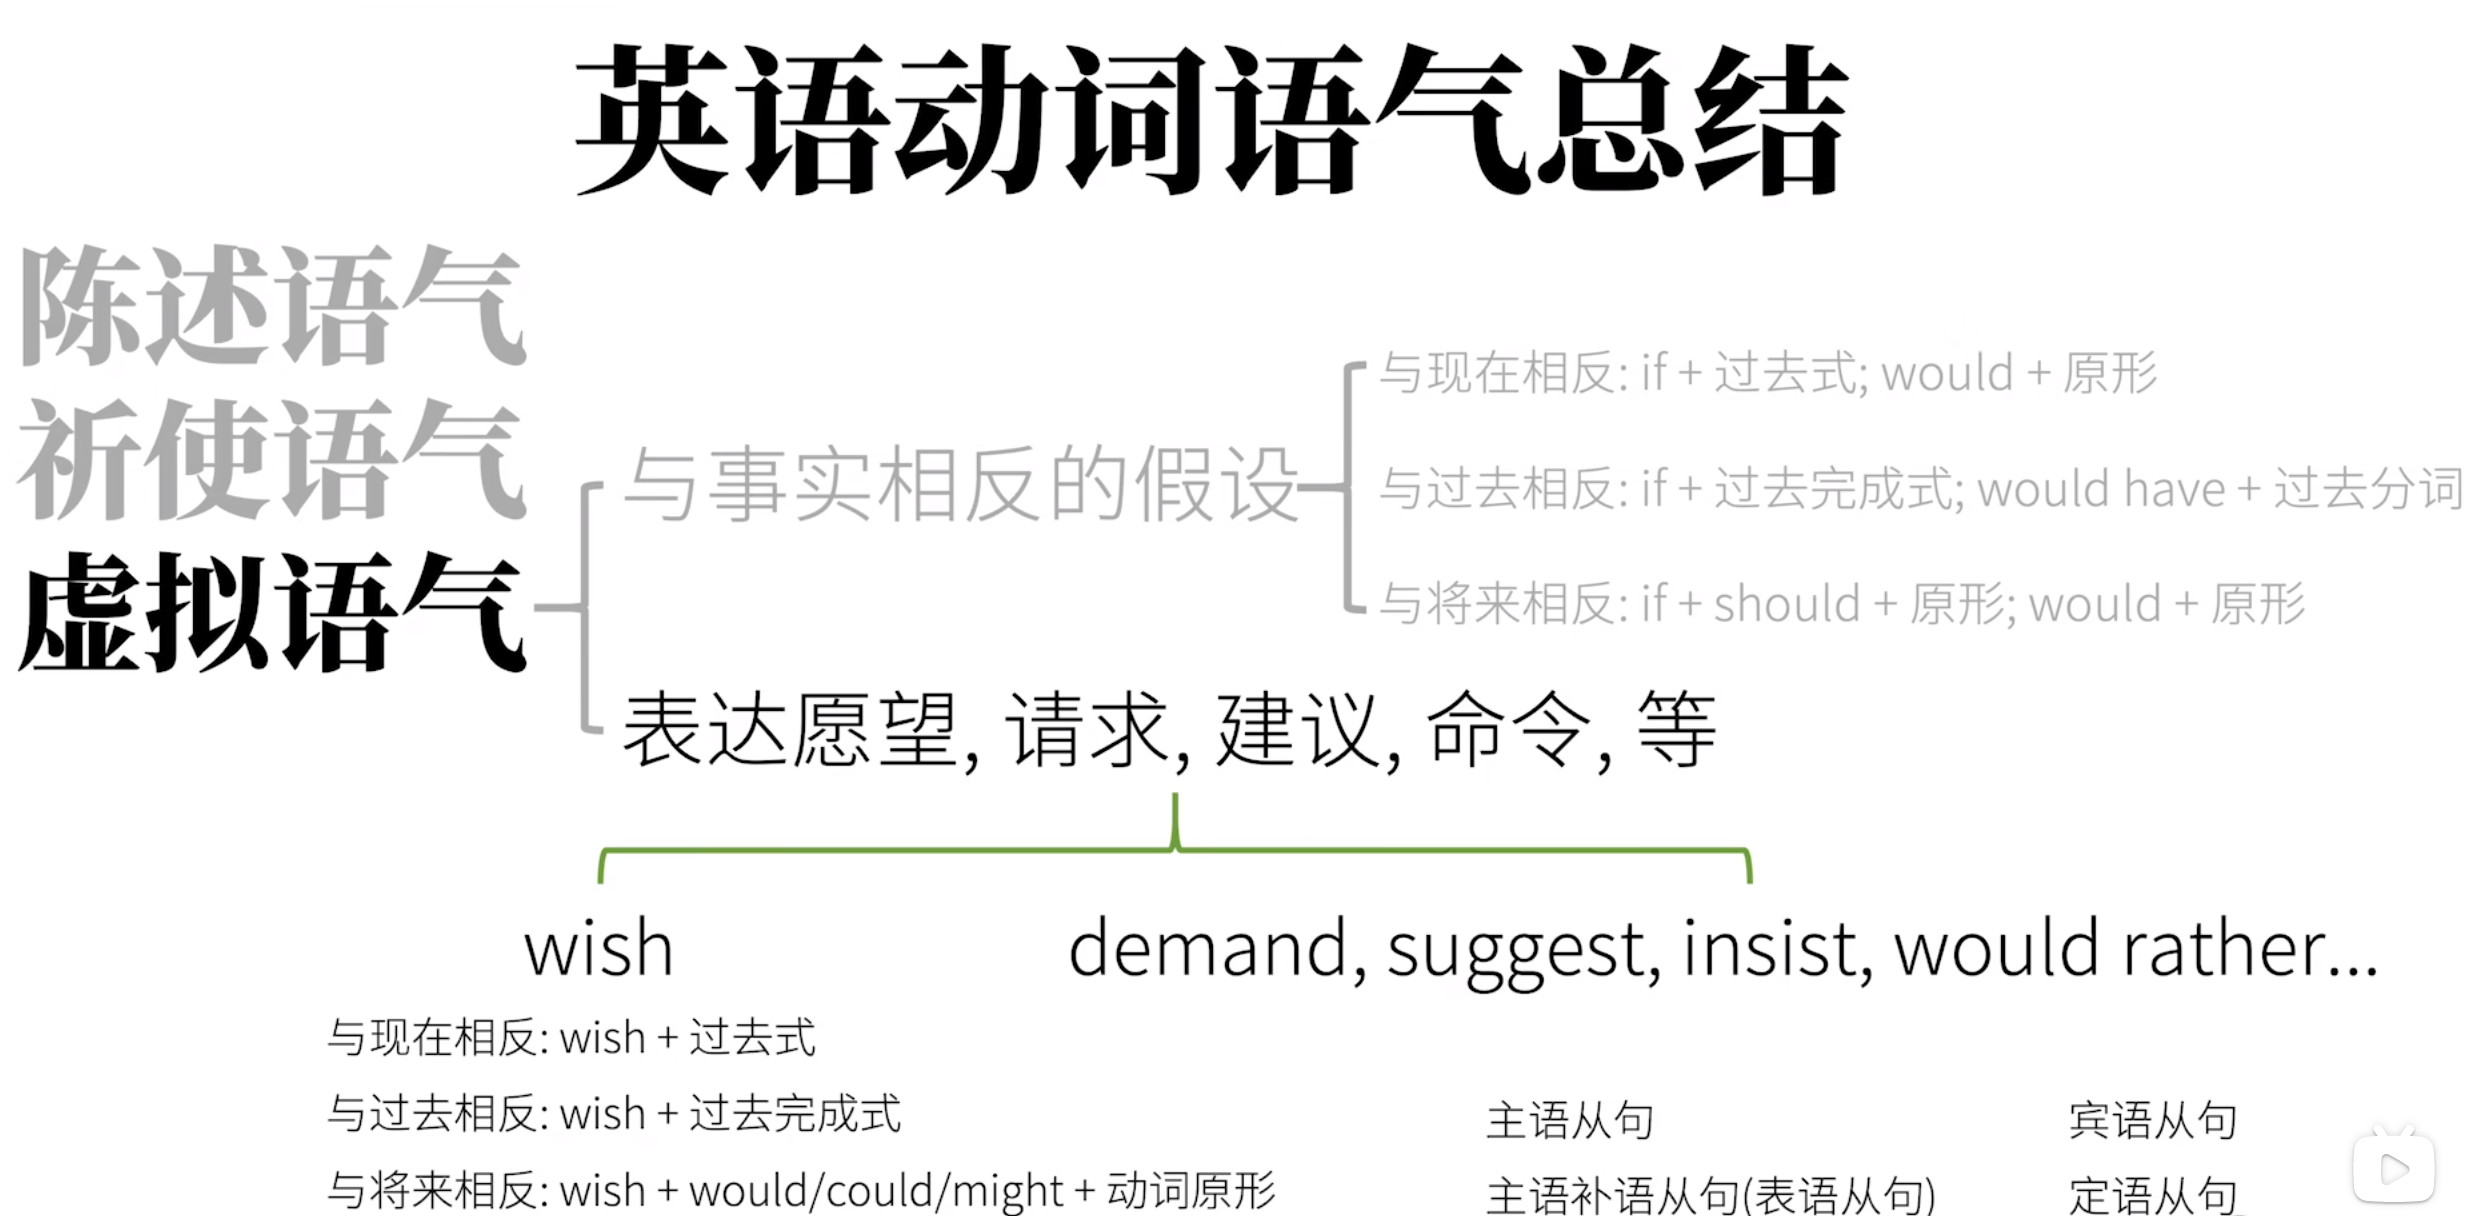 英语动词语气总结
陈述语气
祈使语气
虚拟语气
与事实相反的假设
与现在相反: if + 过去式; would + 原形
与过去相反: if + 过去完成式; would have + 过去分词
与将来相反: if + should + 原形; would + 原形
表达愿望, 请求, 建议, 命令, 等
wish
与现在相反: wish + 过去式
与过去相反: wish + 过去完成式
与将来相反: wish + would/could/might + 动词原形
demand, suggest, insist, would rather...
主语从句
宾语从句
主语补语从句(表语从句)
定语从句